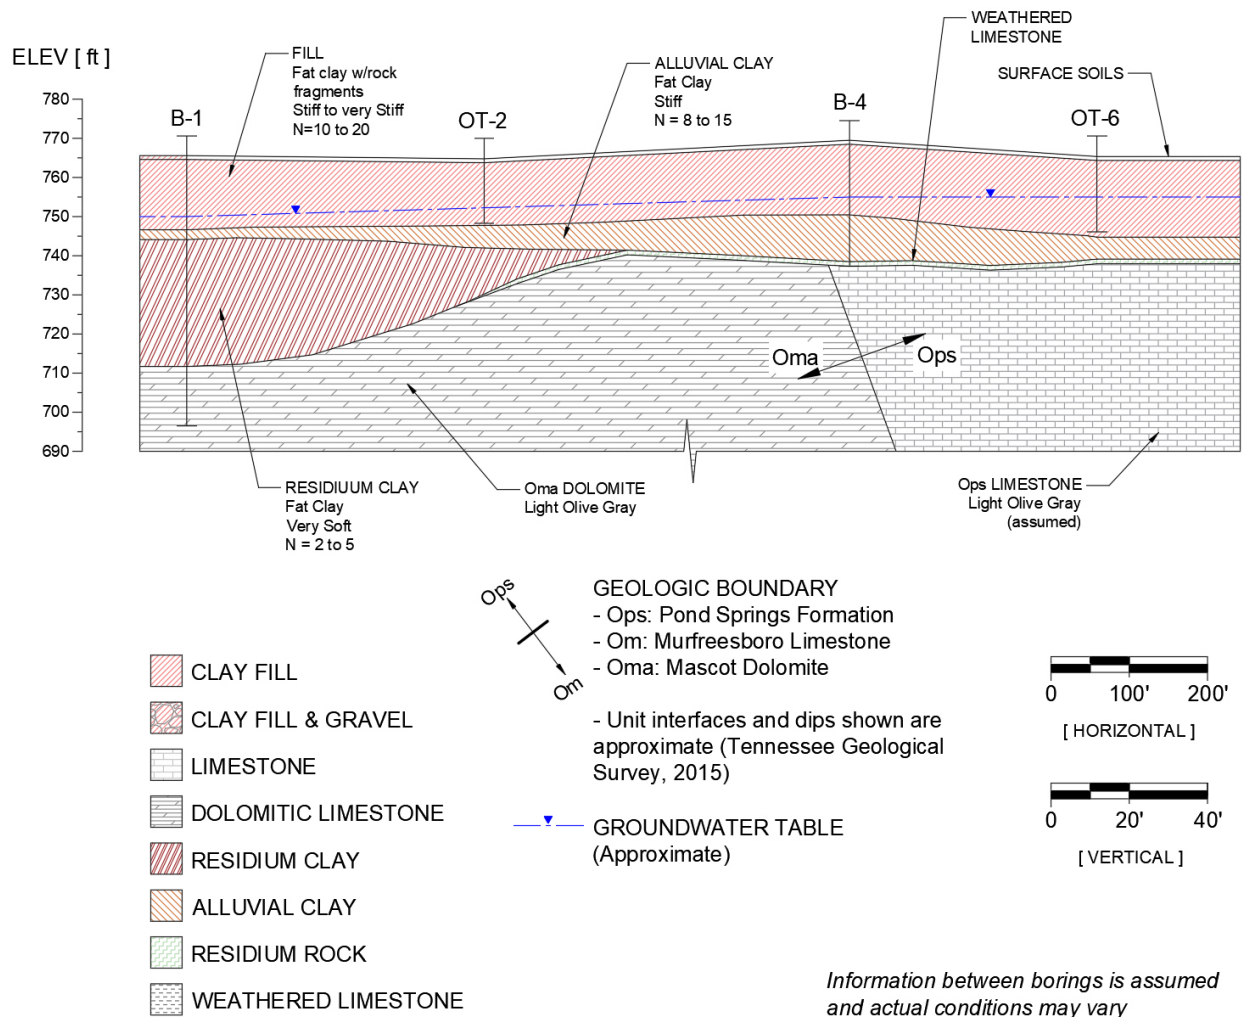 WEATHERED
LIMESTONE
ELEV [ ft ]
FILL
Fat clay w/rock
fragments
Stiff to very Stiff
N=10 to 20
ALLUVIAL CLAY
Fat Clay
Stiff
N = 8 to 15
SURFACE SOILS
B-1
OT-2
B-4
OT-6
780
770
760
750
740
730
720
710
700
690
Oma
Ops
RESIDIUUM CLAY
Fat Clay
Very Soft
N = 2 to 5
Oma DOLOMITE
Light Olive Gray
Ops LIMESTONE
Light Olive Gray
(assumed)
Ops
Om
GEOLOGIC BOUNDARY
- Ops: Pond Springs Formation
- Om: Murfreesboro Limestone
- Oma: Mascot Dolomite
- Unit interfaces and dips shown are
approximate (Tennessee Geological
Survey, 2015)
GROUNDWATER TABLE
(Approximate)
CLAY FILL
CLAY FILL & GRAVEL
LIMESTONE
DOLOMITIC LIMESTONE
RESIDIUM CLAY
ALLUVIAL CLAY
RESIDIUM ROCK
WEATHERED LIMESTONE
0 100' 200'
[ HORIZONTAL ]
0 20' 40'
[ VERTICAL ]
Information between borings is assumed
and actual conditions may vary